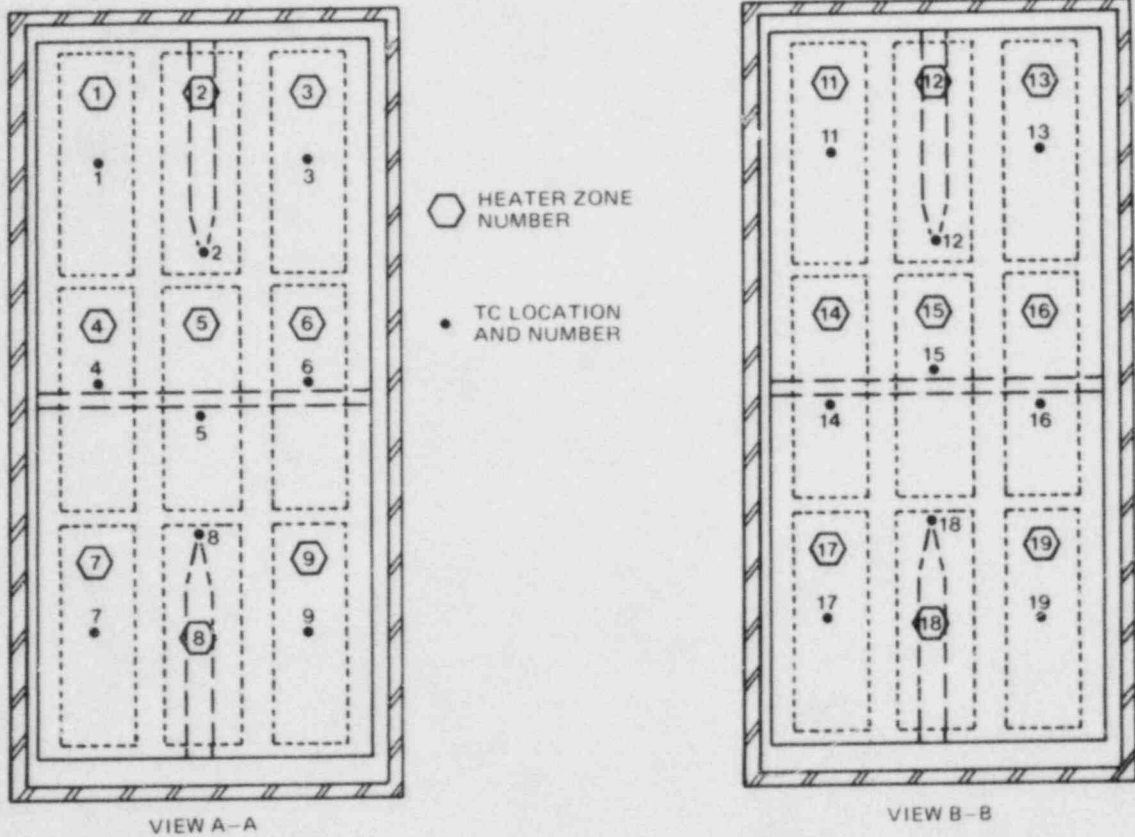 1 2 3
1 3
2
4 5 6
4 6
5
8
7 9
7 9
8
VIEW A–A
HEATER ZONE
NUMBER
TC LOCATION
AND NUMBER
11 12 13
11 13
12
14 15 16
15
14 16
18
17 19
17 18 19
VIEW B–B